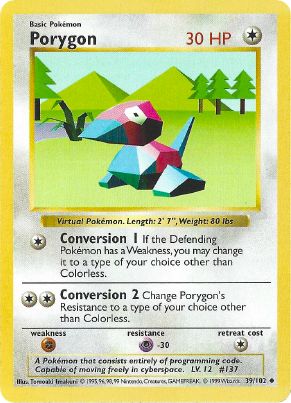 Basic Pokémon
Porygon 30 HP
Virtual Pokémon. Length: 2' 7", Weight: 80 lbs
Conversion 1 If the Defending
Pokémon has a Weakness, you may change
it to a type of your choice other than
Colorless.
Conversion 2 Change Porygon's
Resistance to a type of your choice other
than Colorless.
weakness resistance retreat cost
-30
A Pokémon that consists entirely of programming code.
Capable of moving freely in cyberspace. LV. 12 #137
Illus. Tomoaki Imakuni © 1995, 96, 98, 99 Nintendo, Creatures, GAMEFREAK. © 1999 Wizards. 39/102